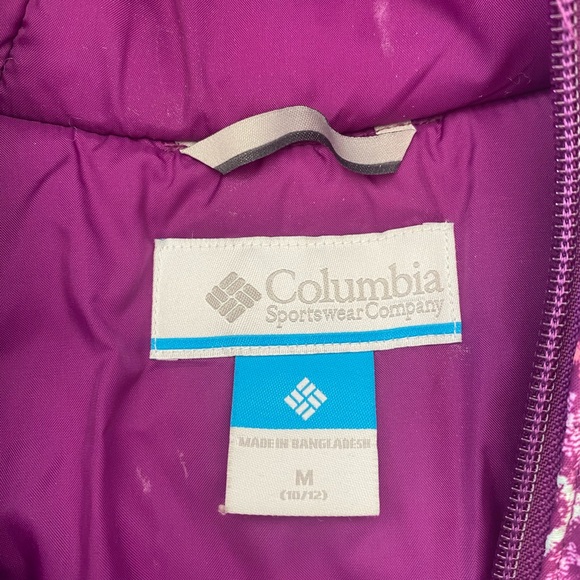 Columbia
Sportswear Company
MADE IN BANGLADESH
M
(10/12)